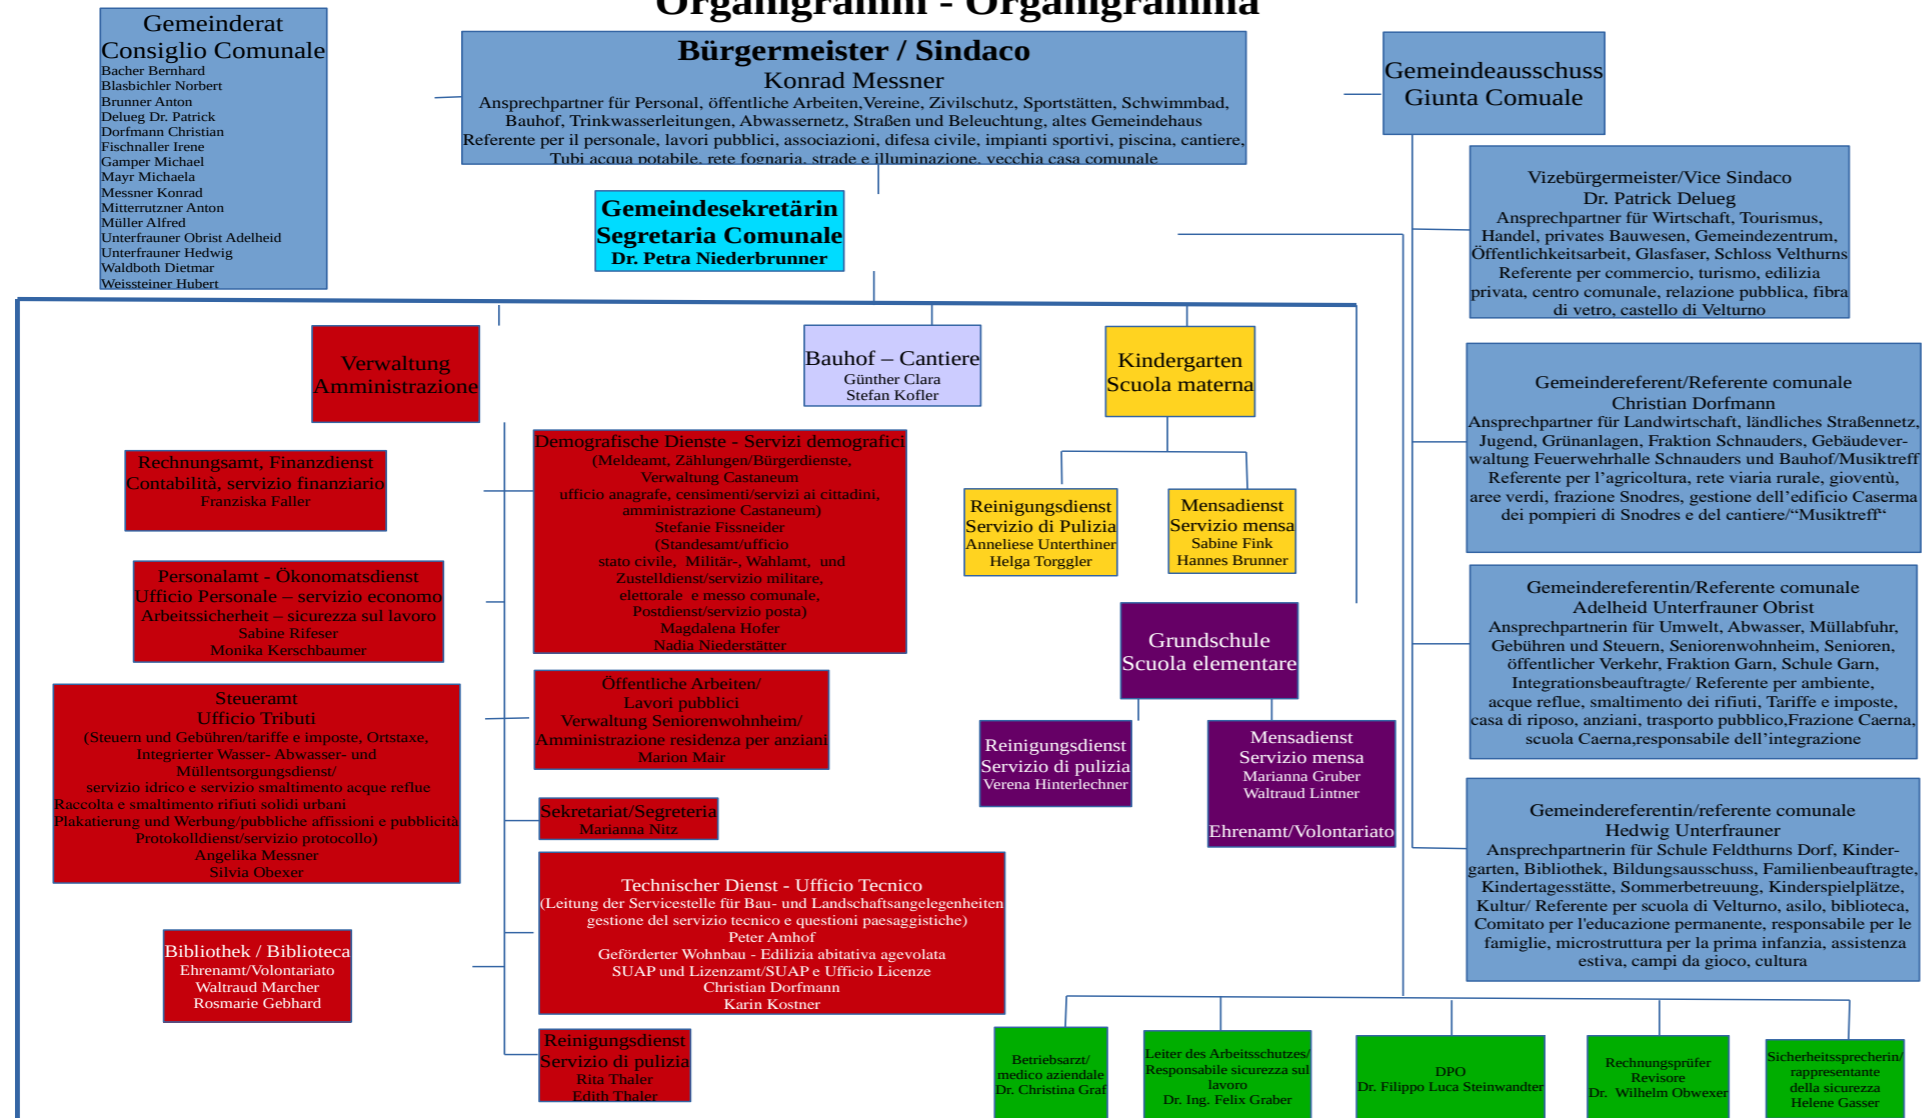 Organigramm - Organigramma
Gemeinderat
Consiglio Comunale
Bacher Bernhard
Blasbichler Norbert
Brunner Anton
Delueg Dr. Patrick
Dorfmann Christian
Fischnaller Irene
Gamper Michael
Mayr Michaela
Messner Konrad
Mitterrutzner Anton
Müller Alfred
Unterfrauner Obrist Adelheid
Unterfrauner Hedwig
Waldboth Dietmar
Weissteiner Hubert
Bürgermeister / Sindaco
Konrad Messner
Ansprechpartner für Personal, öffentliche Arbeiten,Vereine, Zivilschutz, Sportstätten, Schwimmbad,
Bauhof, Trinkwasserleitungen, Abwassernetz, Straßen und Beleuchtung, altes Gemeindehaus
Referente per il personale, lavori pubblici, associazioni, difesa civile, impianti sportivi, piscina, cantiere,
Tubi acqua potabile, rete fognaria, strade e illuminazione, vecchia casa comunale
Gemeindeausschuss
Giunta Comuale
Gemeindesekretärin
Segretaria Comunale
Dr. Petra Niederbrunner
Vizebürgermeister/Vice Sindaco
Dr. Patrick Delueg
Ansprechpartner für Wirtschaft, Tourismus,
Handel, privates Bauwesen, Gemeindezentrum,
Öffentlichkeitsarbeit, Glasfaser, Schloss Velthurns
Referente per commercio, turismo, edilizia
privata, centro comunale, relazione pubblica, fibra
di vetro, castello di Velturno
Gemeindereferent/Referente comunale
Christian Dorfmann
Ansprechpartner für Landwirtschaft, ländliches Straßennetz,
Jugend, Grünanlagen, Fraktion Schnauders, Gebäudever-
waltung Feuerwehrhalle Schnauders und Bauhof/Musiktreff
Referente per l’agricoltura, rete viaria rurale, gioventù,
aree verdi, frazione Snodres, gestione dell’edificio Caserma
dei pompieri di Snodres e del cantiere/“Musiktreff“
Gemeindereferentin/Referente comunale
Adelheid Unterfrauner Obrist
Ansprechpartnerin für Umwelt, Abwasser, Müllabfuhr,
Gebühren und Steuern, Seniorenwohnheim, Senioren,
öffentlicher Verkehr, Fraktion Garn, Schule Garn,
Integrationsbeauftragte/ Referente per ambiente,
acque reflue, smaltimento dei rifiuti, Tariffe e imposte,
casa di riposo, anziani, trasporto pubblico,Frazione Caerna,
scuola Caerna,responsabile dell’integrazione
Gemeindereferentin/referente comunale
Hedwig Unterfrauner
Ansprechpartnerin für Schule Feldthurns Dorf, Kinder-
garten, Bibliothek, Bildungsausschuss, Familienbeauftragte,
Kindertagesstätte, Sommerbetreuung, Kinderspielplätze,
Kultur/ Referente per scuola di Velturno, asilo, biblioteca,
Comitato per l'educazione permanente, responsabile per le
famiglie, microstruttura per la prima infanzia, assistenza
estiva, campi da gioco, cultura
Verwaltung
Amministrazione
Bauhof – Cantiere
Günther Clara
Stefan Kofler
Kindergarten
Scuola materna
Reinigungsdienst
Servizio di Pulizia
Anneliese Unterthiner
Helga Torggler
Mensadienst
Servizio mensa
Sabine Fink
Hannes Brunner
Grundschule
Scuola elementare
Reinigungsdienst
Servizio di pulizia
Verena Hinterlechner
Mensadienst
Servizio mensa
Marianna Gruber
Waltraud Lintner
Ehrenamt/Volontariato
Rechnungsamt, Finanzdienst
Contabilità, servizio finanziario
Franziska Faller
Personalamt - Ökonomatsdienst
Ufficio Personale – servizio economo
Arbeitssicherheit – sicurezza sul lavoro
Sabine Rifeser
Monika Kerschbaumer
Steueramt
Ufficio Tributi
(Steuern und Gebühren/tariffe e imposte, Ortstaxe,
Integrierter Wasser- Abwasser- und
Müllentsorgungsdienst/
servizio idrico e servizio smaltimento acque reflue
Raccolta e smaltimento rifiuti solidi urbani
Plakatierung und Werbung/pubbliche affissioni e pubblicità
Protokolldienst/servizio protocollo)
Angelika Messner
Silvia Obexer
Bibliothek / Biblioteca
Ehrenamt/Volontariato
Waltraud Marcher
Rosmarie Gebhard
Demografische Dienste - Servizi demografici
(Meldeamt, Zählungen/Bürgerdienste,
Verwaltung Castaneum
ufficio anagrafe, censimenti/servizi ai cittadini,
amministrazione Castaneum)
Stefanie Fissneider
(Standesamt/ufficio
stato civile, Militär-, Wahlamt, und
Zustelldienst/servizio militare,
elettorale e messo comunale,
Postdienst/servizio posta)
Magdalena Hofer
Nadia Niederstätter
Öffentliche Arbeiten/
Lavori pubblici
Verwaltung Seniorenwohnheim/
Amministrazione residenza per anziani
Marion Mair
Sekretariat/Segreteria
Marianna Nitz
Technischer Dienst - Ufficio Tecnico
(Leitung der Servicestelle für Bau- und Landschaftsangelegenheiten
gestione del servizio tecnico e questioni paesaggistiche)
Peter Amhof
Geförderter Wohnbau - Edilizia abitativa agevolata
SUAP und Lizenzamt/SUAP e Ufficio Licenze
Christian Dorfmann
Karin Kostner
Reinigungsdienst
Servizio di pulizia
Rita Thaler
Edith Thaler
Betriebsarzt/
medico aziendale
Dr. Christina Graf
Leiter des Arbeitsschutzes/
Responsabile sicurezza sul
lavoro
Dr. Ing. Felix Graber
DPO
Dr. Filippo Luca Steinwandter
Rechnungsprüfer
Revisore
Dr. Wilhelm Obwexer
Sicherheitssprecherin/
rappresentante
della sicurezza
Helene Gasser